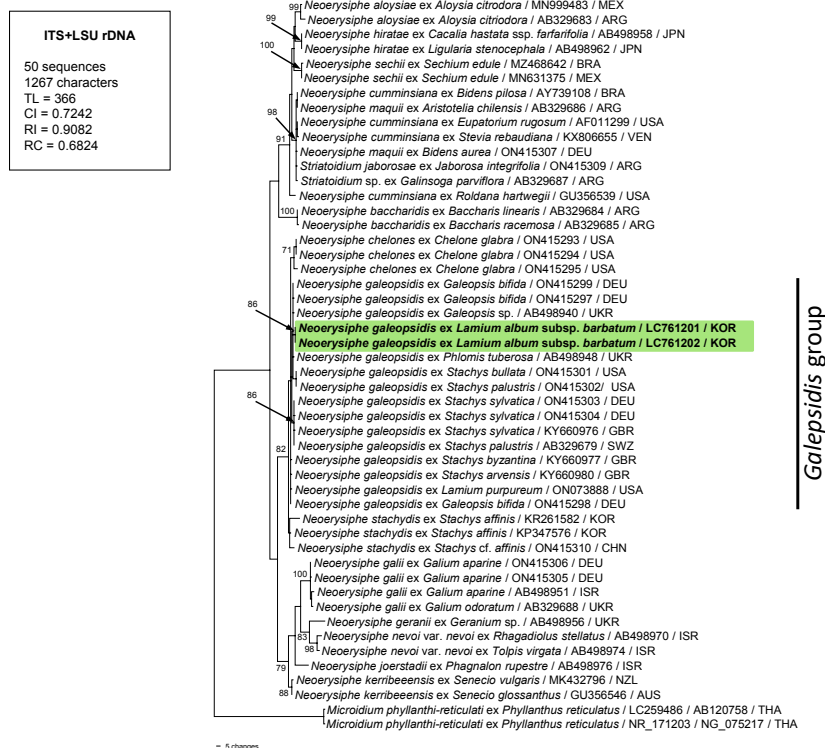 ITS+LSU rDNA
50 sequences
1267 characters
TL = 366
CI = 0.7242
RI = 0.9082
RC = 0.6824
99
Neoerysiphe aloysiae ex Aloysia citrodora / MN999483 / MEX
Neoerysiphe aloysiae ex Aloysia citriodora / AB329683 / ARG
99
Neoerysiphe hiratae ex Cacalia hastata ssp. farfarifolia / AB498958 / JPN
Neoerysiphe hiratae ex Ligularia stenocephala / AB498962 / JPN
100
Neoerysiphe sechii ex Sechium edule / MZ468642 / BRA
Neoerysiphe sechii ex Sechium edule / MN631375 / MEX
Neoerysiphe cumminsiana ex Bidens pilosa / AY739108 / BRA
Neoerysiphe maquii ex Aristotelia chilensis / AB329686 / ARG
98
Neoerysiphe cumminsiana ex Eupatorium rugosum / AF011299 / USA
Neoerysiphe cumminsiana ex Stevia rebaudiana / KX806655 / VEN
91
Neoerysiphe maquii ex Bidens aurea / ON415307 / DEU
Striatoidium jaborosae ex Jaborosa integrifolia / ON415309 / ARG
Striatoidium sp. ex Galinsoga parviflora / AB329687 / ARG
Neoerysiphe cumminsiana ex Roldana hartwegii / GU356539 / USA
100
Neoerysiphe baccharidis ex Baccharis linearis / AB329684 / ARG
Neoerysiphe baccharidis ex Baccharis racemosa / AB329685 / ARG
71
Neoerysiphe chelones ex Chelone glabra / ON415293 / USA
Neoerysiphe chelones ex Chelone glabra / ON415294 / USA
Neoerysiphe chelones ex Chelone glabra / ON415295 / USA
Neoerysiphe galeopsidis ex Galeopsis bifida / ON415299 / DEU
Neoerysiphe galeopsidis ex Galeopsis bifida / ON415297 / DEU
86
Neoerysiphe galeopsidis ex Galeopsis sp. / AB498940 / UKR
Neoerysiphe galeopsidis ex Lamium album subsp. barbatum / LC761201 / KOR
Neoerysiphe galeopsidis ex Lamium album subsp. barbatum / LC761202 / KOR
Neoerysiphe galeopsidis ex Phlomis tuberosa / AB498948 / UKR
Neoerysiphe galeopsidis ex Stachys bullata / ON415301 / USA
Neoerysiphe galeopsidis ex Stachys palustris / ON415302/ USA
86
Neoerysiphe galeopsidis ex Stachys sylvatica / ON415303 / DEU
Neoerysiphe galeopsidis ex Stachys sylvatica / ON415304 / DEU
Neoerysiphe galeopsidis ex Stachys sylvatica / KY660976 / GBR
Neoerysiphe galeopsidis ex Stachys palustris / AB329679 / SWZ
82
Neoerysiphe galeopsidis ex Stachys byzantina / KY660977 / GBR
Neoerysiphe galeopsidis ex Stachys arvensis / KY660980 / GBR
Neoerysiphe galeopsidis ex Lamium purpureum / ON073888 / USA
Neoerysiphe galeopsidis ex Galeopsis bifida / ON415298 / DEU
Galepsidis group
Neoerysiphe stachydis ex Stachys affinis / KR261582 / KOR
Neoerysiphe stachydis ex Stachys affinis / KP347576 / KOR
Neoerysiphe stachydis ex Stachys cf. affinis / ON415310 / CHN
Neoerysiphe galii ex Galium aparine / ON415306 / DEU
100
Neoerysiphe galii ex Galium aparine / ON415305 / DEU
Neoerysiphe galii ex Galium aparine / AB498951 / ISR
Neoerysiphe galii ex Galium odoratum / AB329688 / UKR
Neoerysiphe geranii ex Geranium sp. / AB498956 / UKR
83
Neoerysiphe nevoi var. nevoi ex Rhagadiolus stellatus / AB498970 / ISR
98
Neoerysiphe nevoi var. nevoi ex Tolpis virgata / AB498974 / ISR
79
Neoerysiphe joerstadii ex Phagnalon rupestre / AB498976 / ISR
Neoerysiphe kerribeeensis ex Senecio vulgaris / MK432796 / NZL
88
Neoerysiphe kerribeeensis ex Senecio glossanthus / GU356546 / AUS
Microidium phyllanthi-reticulati ex Phyllanthus reticulatus / LC259486 / AB120758 / THA
Microidium phyllanthi-reticulati ex Phyllanthus reticulatus / NR_171203 / NG_075217 / THA
5 changes